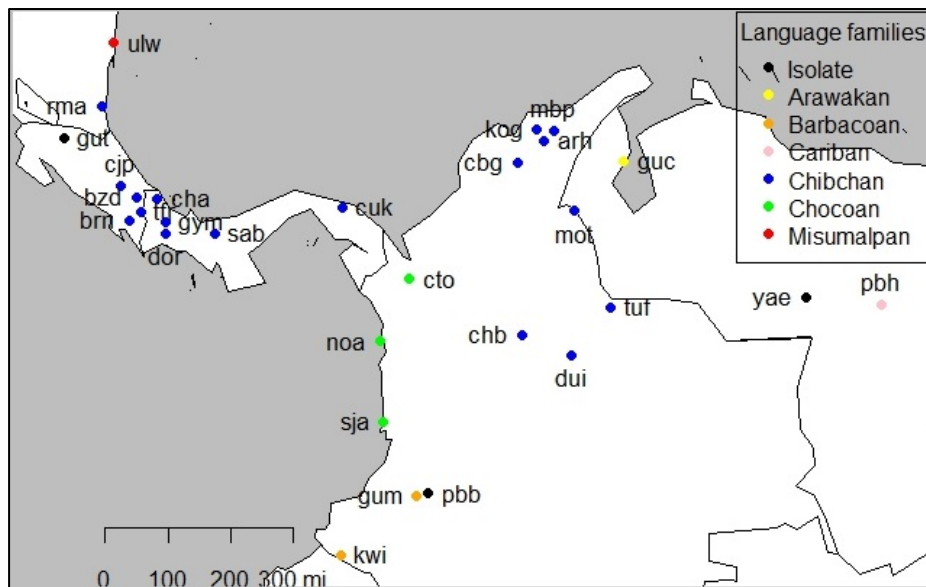 Language families
Isolate
Arawakan
Barbacoan
Cariban
Chibchan
Chocoan
Misumalpan
ulw
rma
gut
cjp
bzd
cha
tfr
brn
gym
dor
sab
cuk
kog
mbp
arh
cbg
guc
mot
cto
yae
pbh
tuf
noa
chb
dui
sja
gum
pbb
kwi
0 100 200 300 mi